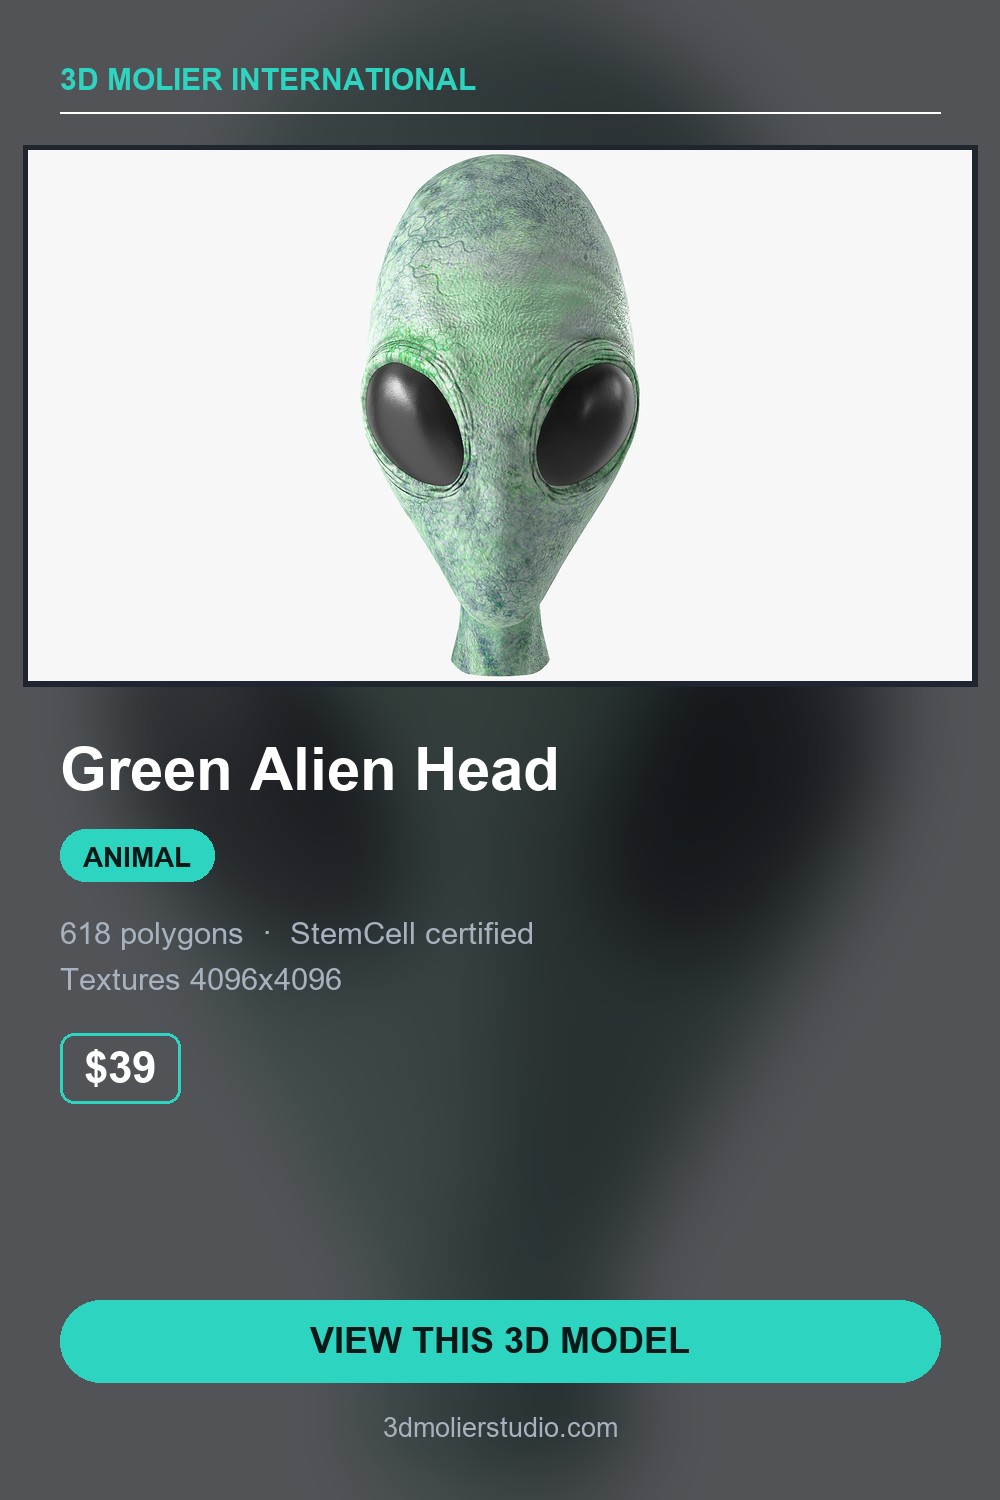 3D MOLIER INTERNATIONAL
Green Alien Head
ANIMAL
618 polygons · StemCell certified
Textures 4096x4096
$39
VIEW THIS 3D MODEL
3dmolierstudio.com